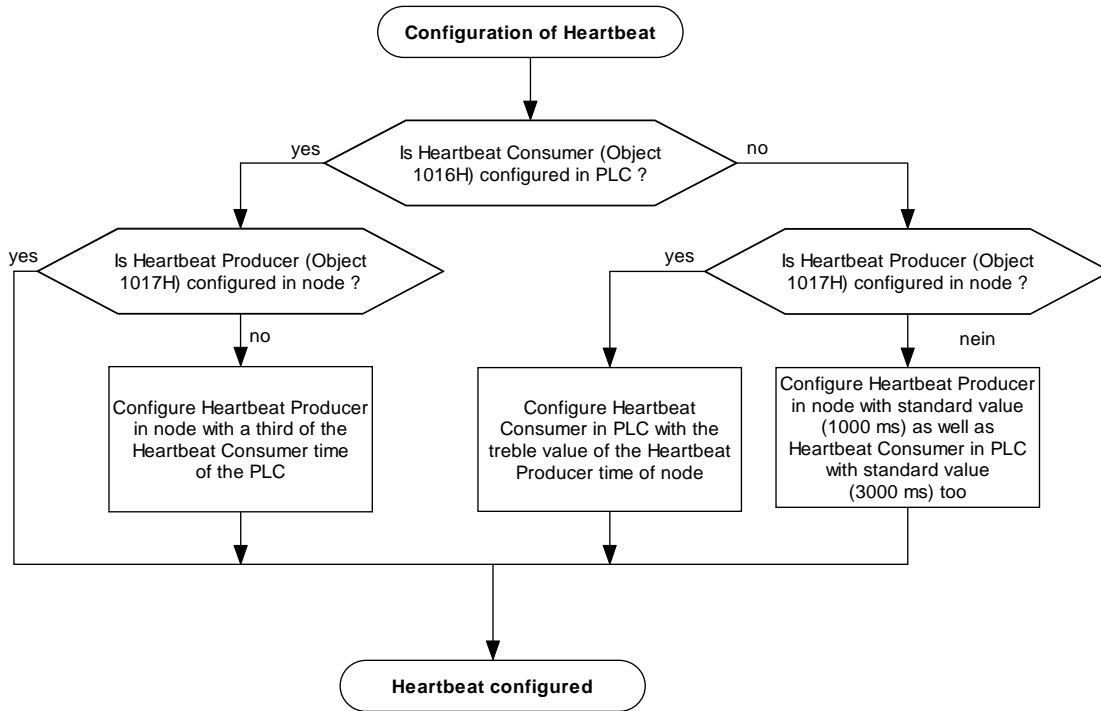 Configuration of Heartbeat
yes
Is Heartbeat Consumer (Object
1016H) configured in PLC ?
no
yes
Is Heartbeat Producer (Object
1017H) configured in node ?
yes
Is Heartbeat Producer (Object
1017H) configured in node ?
no
nein
Configure Heartbeat Producer
in node with a third of the
Heartbeat Consumer time
of the PLC
Configure Heartbeat
Consumer in PLC with the
treble value of the Heartbeat
Producer time of node
Configure Heartbeat Producer
in node with standard value
(1000 ms) as well as
Heartbeat Consumer in PLC
with standard value
(3000 ms) too
Heartbeat configured